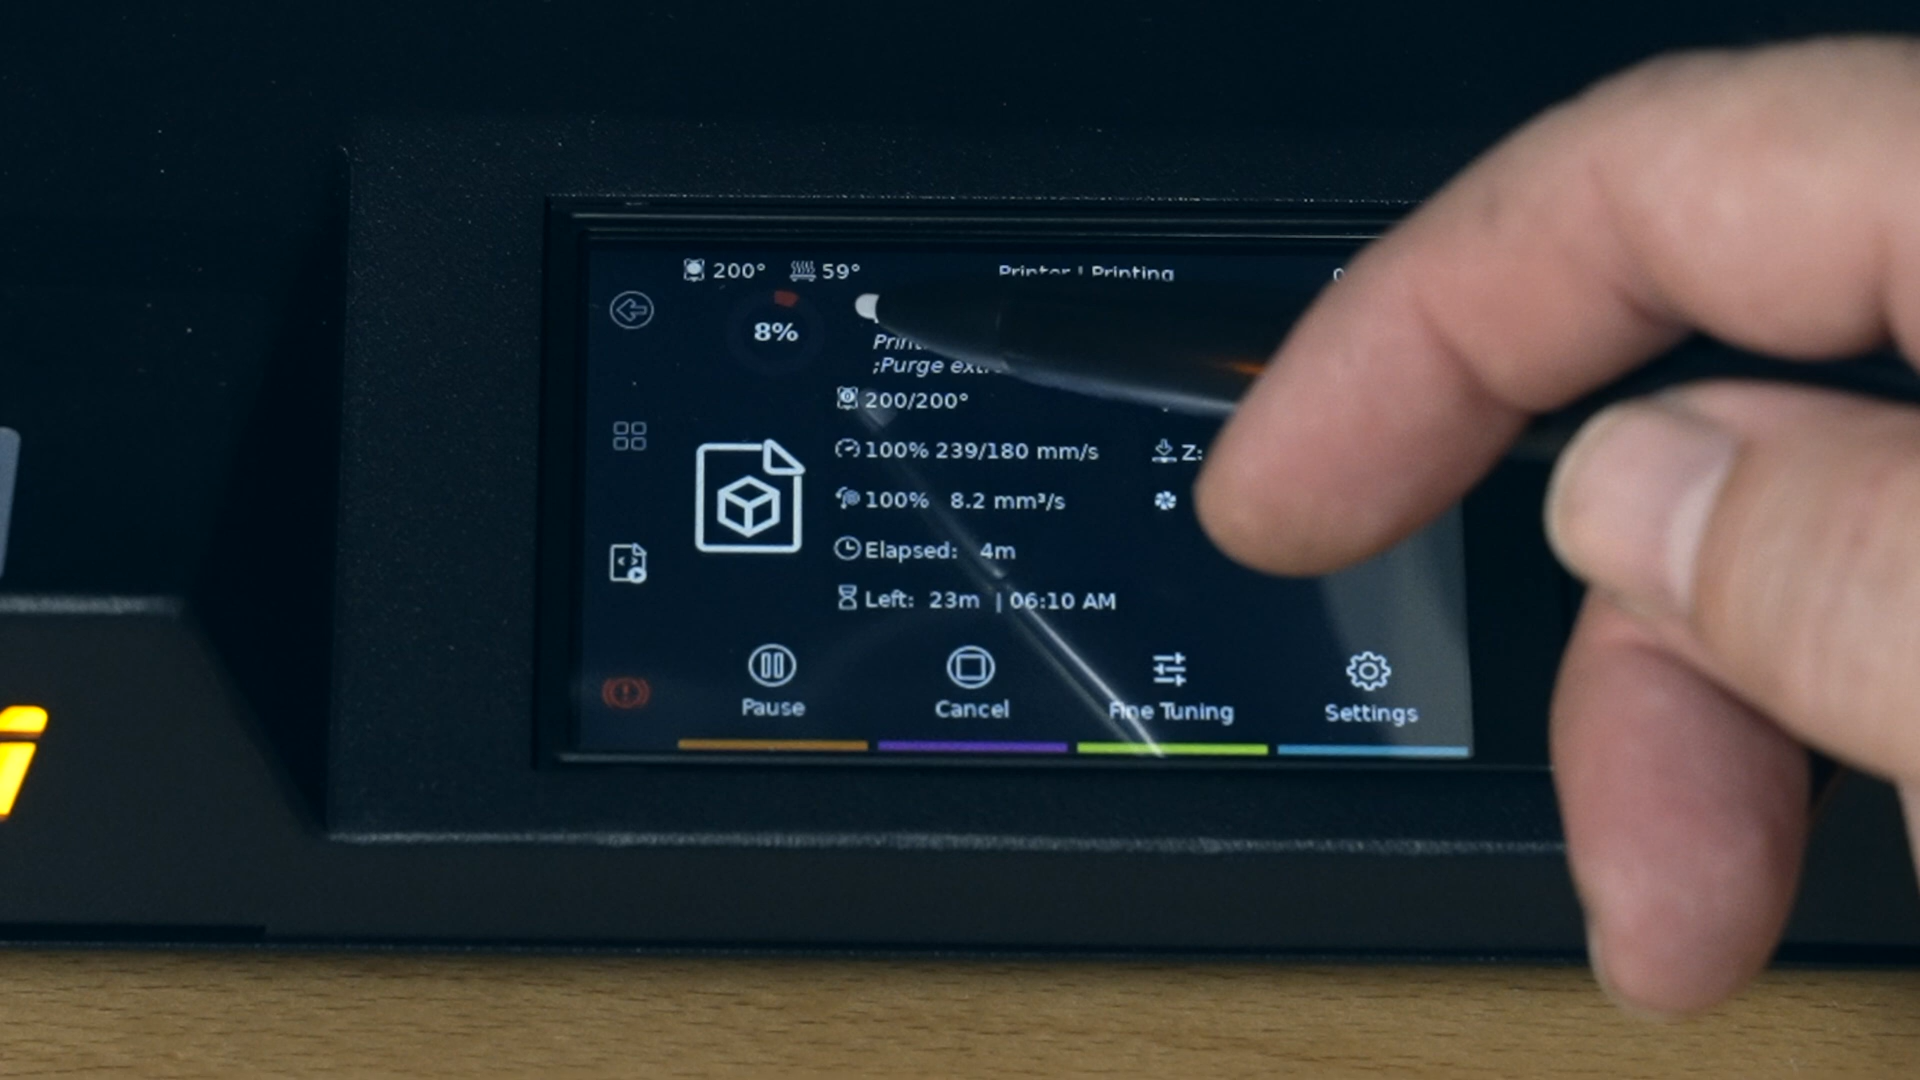 200° 59° Printer | Printing
8%
;Purge
200/200°
100% 239/180 mm/s Z:
100% 8.2 mm³/s
Elapsed: 4m
Left: 23m | 06:10 AM
Pause Cancel Fine Tuning Settings
i